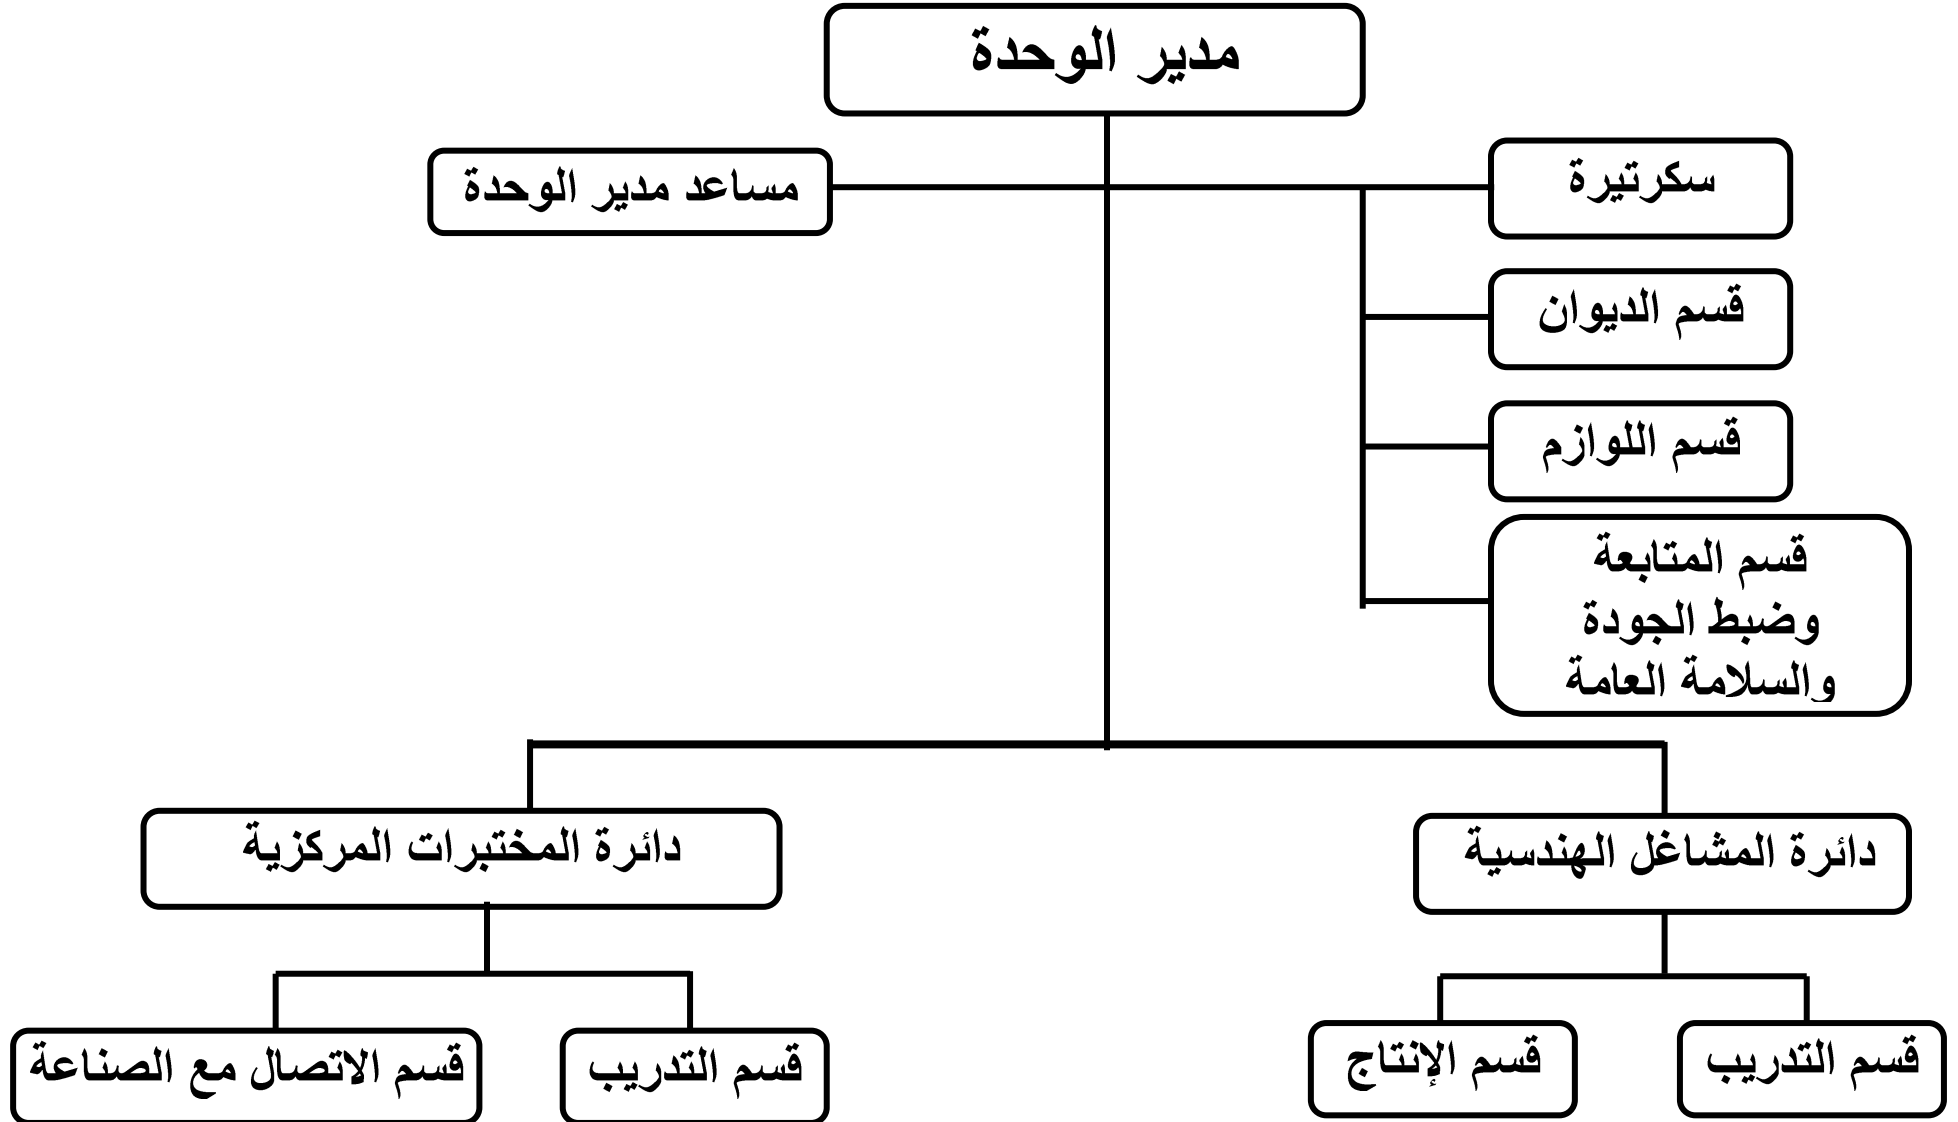 مدير الوحدة
سكرتيرة
مساعد مدير الوحدة
قسم الديوان
قسم اللوازم
قسم المتابعة
وضبط الجودة
والسلامة العامة
دائرة المشاغل الهندسية
دائرة المختبرات المركزية
قسم التدريب
قسم الإنتاج
قسم التدريب
قسم الاتصال مع الصناعة